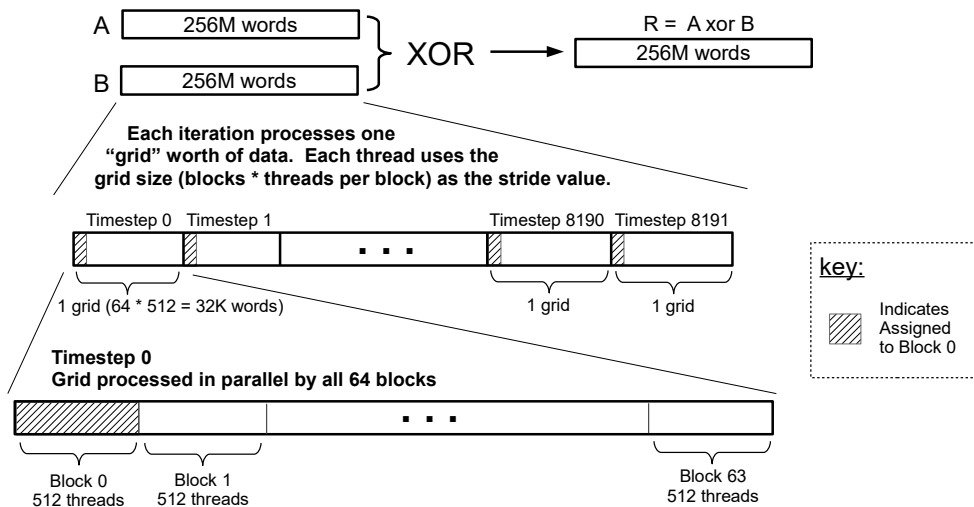 A
256M words
B
256M words
XOR
R = A xor B
256M words
Each iteration processes one
“grid” worth of data. Each thread uses the
grid size (blocks * threads per block) as the stride value.
Timestep 0
Timestep 1
. . .
Timestep 8190
Timestep 8191
1 grid (64 * 512 = 32K words)
1 grid
1 grid
key:
Indicates
Assigned
to Block 0
Timestep 0
Grid processed in parallel by all 64 blocks
. . .
Block 0
512 threads
Block 1
512 threads
Block 63
512 threads